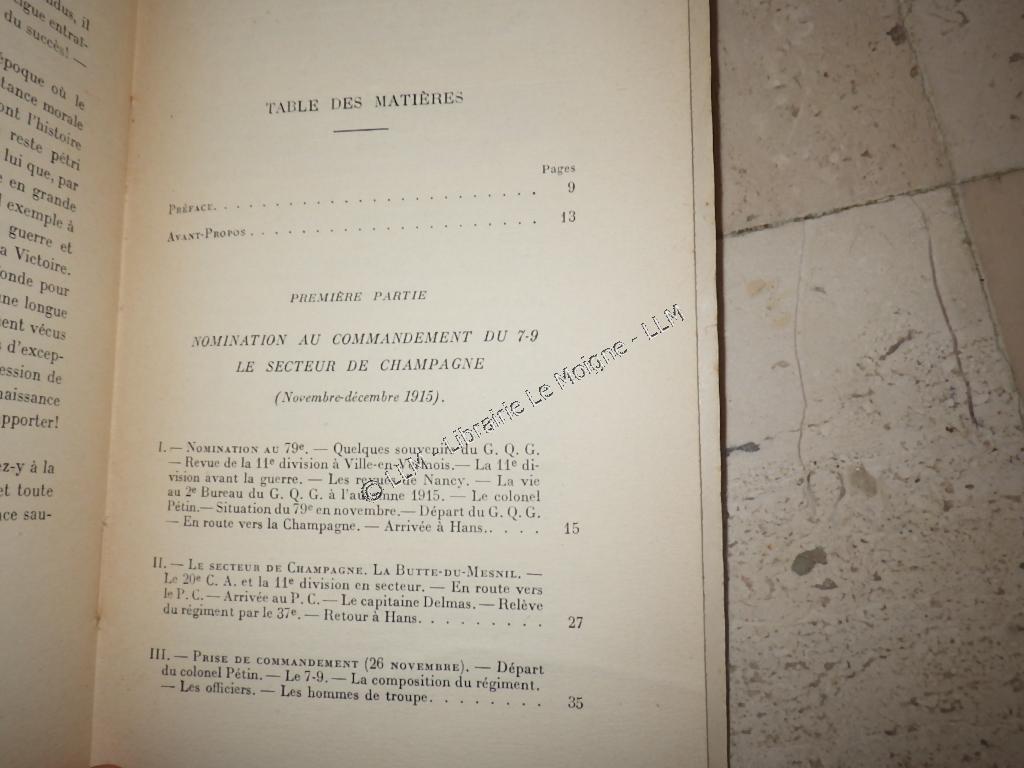 ndus, il
tigue entraî-
du succès! —
époque où le
stance morale
ont l'histoire
reste pétri
lui que, par
e en grande
l exemple à
guerre et
a Victoire.
onde pour
une longue
sent vécus
s d'excep-
ession de
naissance
pporter!
ez-y à la
et toute
nce sau-
TABLE DES MATIÈRES
Pages
PRÉFACE. . . . . . . . . . . . . . . . . . . . . . . . 9
AVANT-PROPOS . . . . . . . . . . . . . . . . . . . . . 13
PREMIÈRE PARTIE
NOMINATION AU COMMANDEMENT DU 7-9
LE SECTEUR DE CHAMPAGNE
(Novembre-décembre 1915).
I. — NOMINATION AU 79e. — Quelques souvenirs du G. Q. G.
— Revue de la 11e division à Ville-en- — La 11e di-
vision avant la guerre. — Les revues de Nancy. — La vie
au 2e Bureau du G. Q. G. à l'automne 1915. — Le colonel
Pétin. — Situation du 79e en novembre. — Départ du G. Q. G.
— En route vers la Champagne. — Arrivée à Hans. . . . . 15
II. — LE SECTEUR DE CHAMPAGNE. LA BUTTE-DU-MESNIL. —
Le 20e C. A. et la 11e division en secteur. — En route vers
le P. C. — Arrivée au P. C. — Le capitaine Delmas. — Relève
du régiment par le 37e. — Retour à Hans. . . . . . . . . 27
III. — PRISE DE COMMANDEMENT (26 NOVEMBRE). — Départ
du colonel Pétin. — Le 7-9. — La composition du régiment.
— Les officiers. — Les hommes de troupe. . . . . . . . 35
© LLM - Librairie Le Moigne - LLM